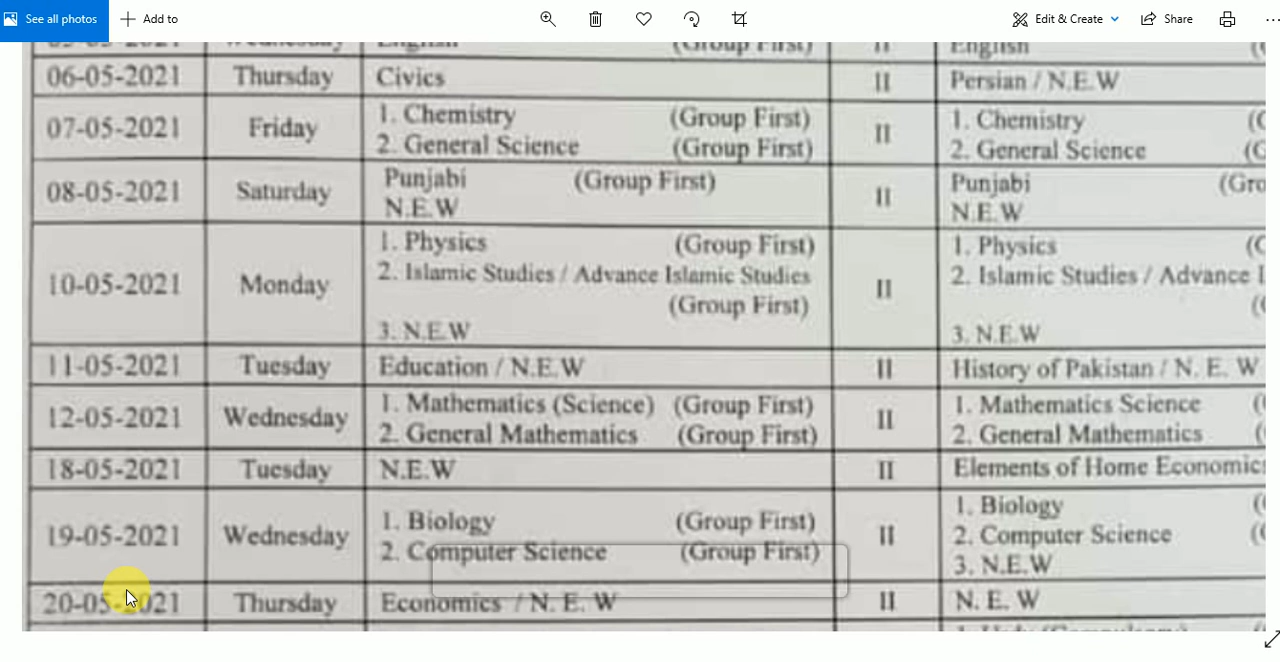 See all photos
Add to
Edit & Create
Share
English (Group First) II English
06-05-2021 Thursday Civics II Persian / N.E.W
07-05-2021 Friday 1. Chemistry (Group First) II 1. Chemistry
2. General Science (Group First) 2. General Science
08-05-2021 Saturday Punjabi (Group First) II Punjabi
N.E.W N.E.W
10-05-2021 Monday 1. Physics (Group First) II 1. Physics
2. Islamic Studies / Advance Islamic Studies 2. Islamic Studies / Advance
(Group First)
3. N.E.W 3. N.E.W
11-05-2021 Tuesday Education / N.E.W II History of Pakistan / N. E. W
12-05-2021 Wednesday 1. Mathematics (Science) (Group First) II 1. Mathematics Science
2. General Mathematics (Group First) 2. General Mathematics
18-05-2021 Tuesday N.E.W II Elements of Home Economics
19-05-2021 Wednesday 1. Biology (Group First) II 1. Biology
2. Computer Science (Group First) 2. Computer Science
3. N.E.W
20-05-2021 Thursday Economics / N. E. W II N. E. W